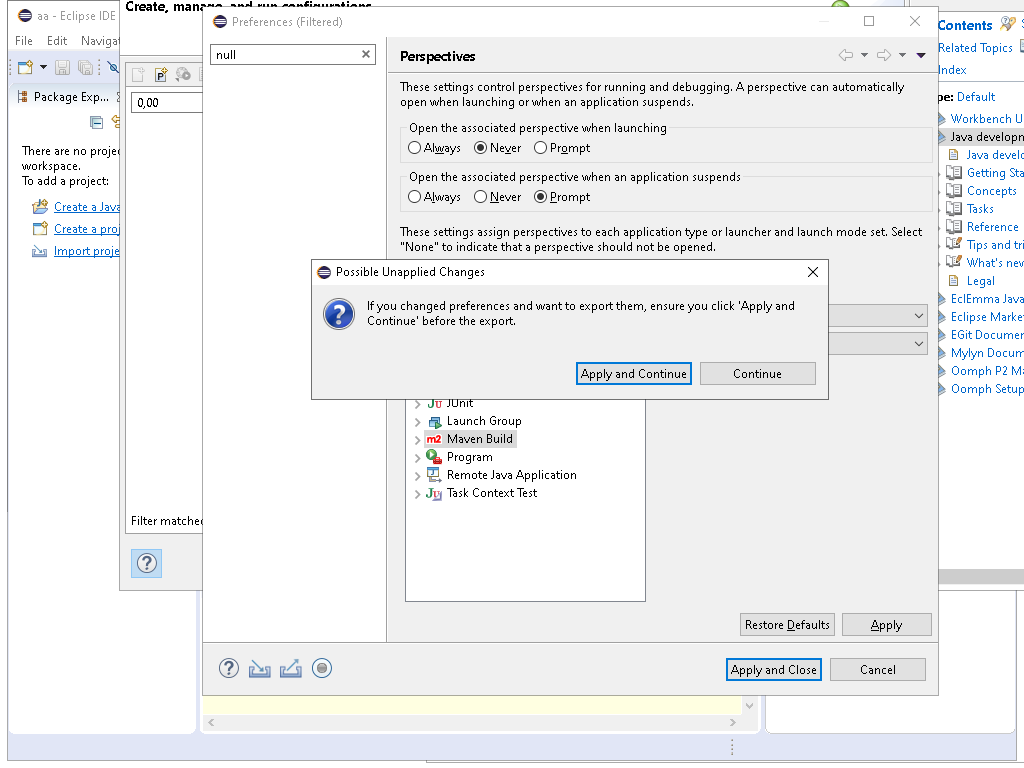 aa - Eclipse IDE
File Edit Navigat
Package Exp...
There are no proje
workspace.
To add a project:
Create a Java
Create a proj
Import proje
Create, manage, and run configurations
0,00
Filter matched
Preferences (Filtered)
null
Perspectives
These settings control perspectives for running and debugging. A perspective can automatically
open when launching or when an application suspends.
Open the associated perspective when launching
Always Never Prompt
Open the associated perspective when an application suspends
Always Never Prompt
These settings assign perspectives to each application type or launcher and launch mode set. Select
"None" to indicate that a perspective should not be opened.
Possible Unapplied Changes
If you changed preferences and want to export them, ensure you click 'Apply and
Continue' before the export.
Apply and Continue Continue
JUnit
Launch Group
m2 Maven Build
Program
Remote Java Application
Task Context Test
Restore Defaults Apply
Apply and Close Cancel
Contents
Related Topics
Index
pe: Default
Workbench U
Java developn
Java develo
Getting Sta
Concepts
Tasks
Reference
Tips and tri
What's new
Legal
EclEmma Java
Eclipse Marke
EGit Documen
Mylyn Docum
Oomph P2 Ma
Oomph Setup